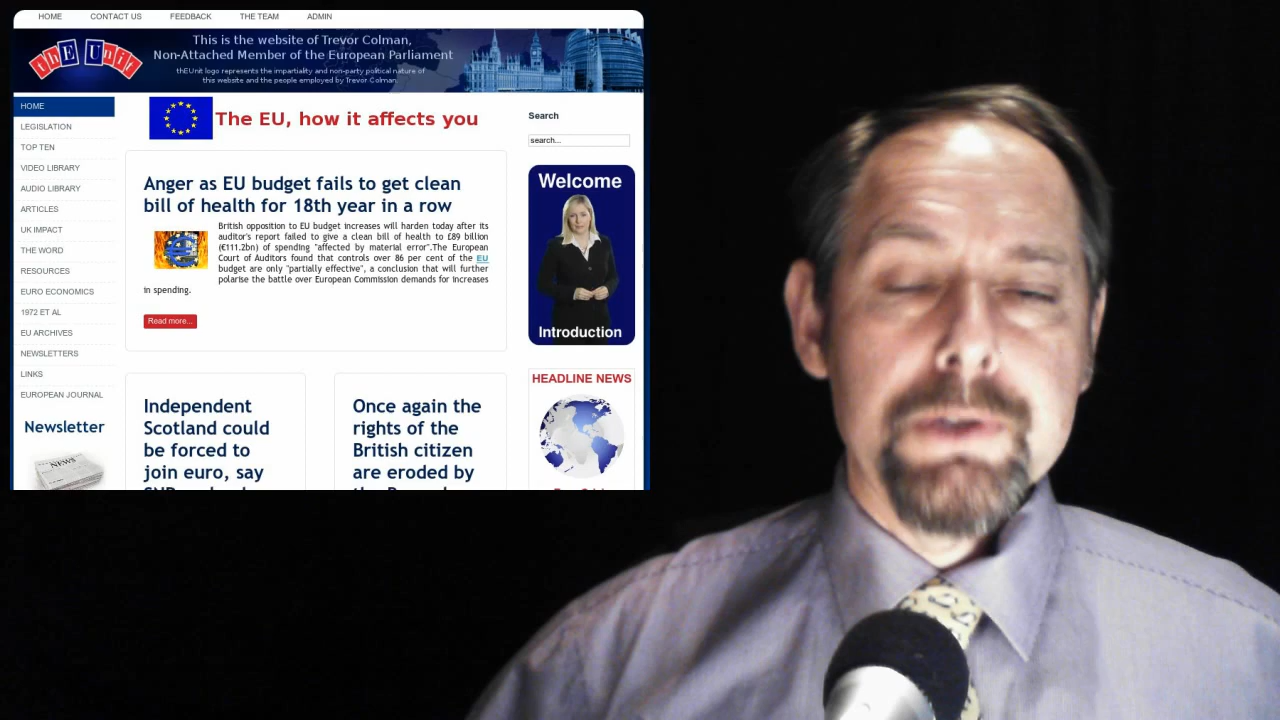 HOME CONTACT US FEEDBACK THE TEAM ADMIN
thEUnit
This is the website of Trevor Colman,
Non-Attached Member of the European Parliament
thEUnit logo represents the impartiality and non-party political nature of
this website and the people employed by Trevor Colman.
HOME
LEGISLATION
TOP TEN
VIDEO LIBRARY
AUDIO LIBRARY
ARTICLES
UK IMPACT
THE WORD
RESOURCES
EURO ECONOMICS
1972 ET AL
EU ARCHIVES
NEWSLETTERS
LINKS
EUROPEAN JOURNAL
Newsletter
NEWS
The EU, how it affects you
Anger as EU budget fails to get clean
bill of health for 18th year in a row
British opposition to EU budget increases will harden today after its
auditor's report failed to give a clean bill of health to £89 billion
(€111.2bn) of spending "affected by material error".The European
Court of Auditors found that controls over 86 per cent of the EU
budget are only "partially effective", a conclusion that will further
polarise the battle over European Commission demands for increases
in spending.
Read more...
Independent
Scotland could
be forced to
join euro, say
Once again the
rights of the
British citizen
are eroded by
Search
search...
Welcome
Introduction
HEADLINE NEWS